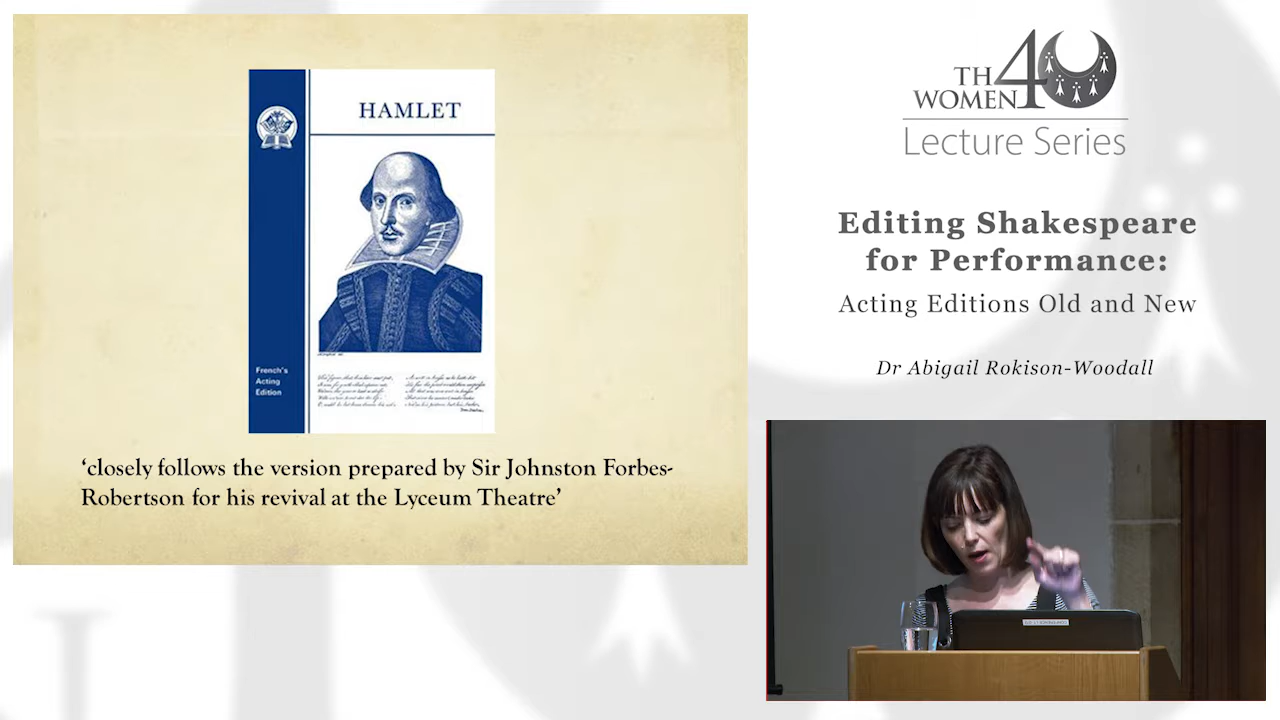 HAMLET
French's
Acting
Edition
‘closely follows the version prepared by Sir Johnston Forbes-
Robertson for his revival at the Lyceum Theatre’
TH
WOMEN40
Lecture Series
Editing Shakespeare
for Performance:
Acting Editions Old and New
Dr Abigail Rokison-Woodall